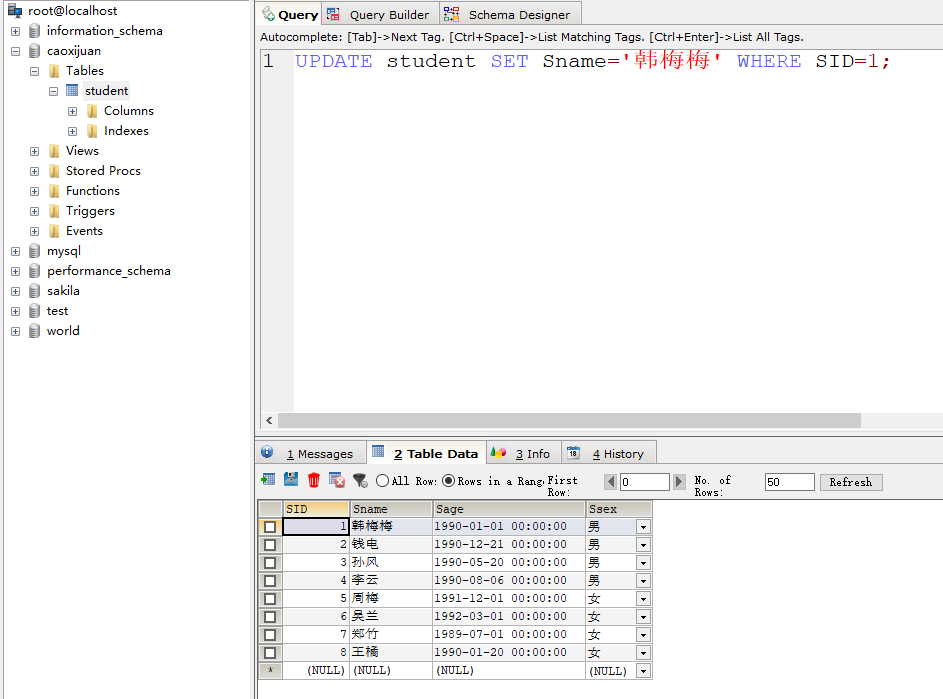 root@localhost
information_schema
caoxijuan
Tables
student
Columns
Indexes
Views
Stored Procs
Functions
Triggers
Events
mysql
performance_schema
sakila
test
world
Query Query Builder Schema Designer
Autocomplete: [Tab]->Next Tag. [Ctrl+Space]->List Matching Tags. [Ctrl+Enter]->List All Tags.
1 UPDATE student SET Sname='韩梅梅' WHERE SID=1;
1 Messages 2 Table Data 3 Info 4 History
All Row: Rows in a Rang First Row: 0 No. of Rows: 50 Refresh
SID Sname Sage Ssex
1 韩梅梅 1990-01-01 00:00:00 男
2 钱电 1990-12-21 00:00:00 男
3 孙风 1990-05-20 00:00:00 男
4 李云 1990-08-06 00:00:00 男
5 周梅 1991-12-01 00:00:00 女
6 吴兰 1992-03-01 00:00:00 女
7 郑竹 1989-07-01 00:00:00 女
8 王橘 1990-01-20 00:00:00 女
* (NULL) (NULL) (NULL) (NULL)